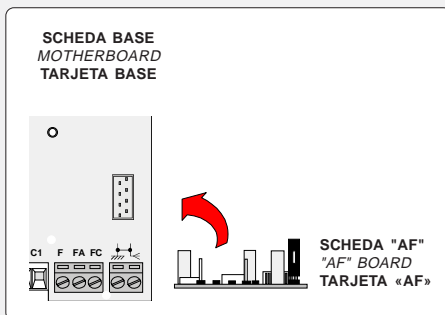 SCHEDA BASE
MOTHERBOARD
TARJETA BASE
C1 F FA FC
SCHEDA "AF"
"AF" BOARD
TARJETA «AF»